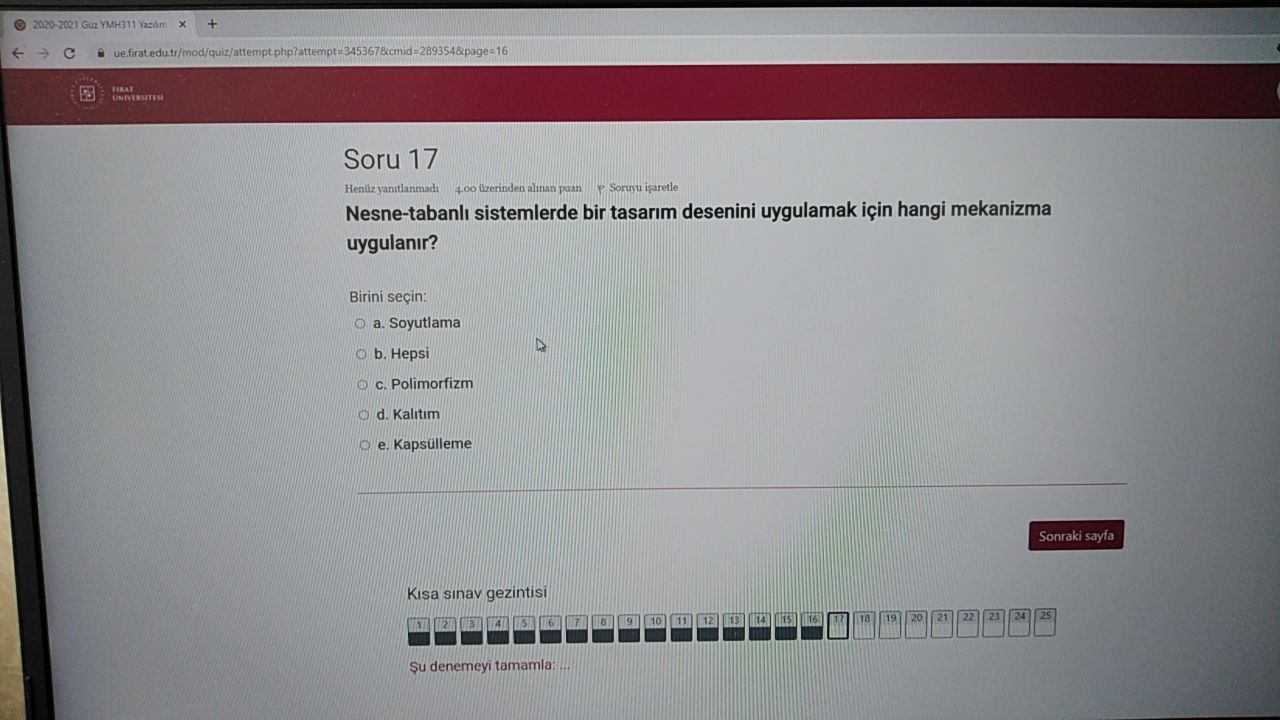 2020-2021 Güz YMH311 Yazılım
ue.firat.edu.tr/mod/quiz/attempt.php?attempt=345367&cmid=289354&page=16
FIRAT
ÜNİVERSİTESİ
Soru 17
Henüz yanıtlanmadı 4,00 üzerinden alınan puan Soruyu işaretle
Nesne-tabanlı sistemlerde bir tasarım desenini uygulamak için hangi mekanizma
uygulanır?
Birini seçin:
a. Soyutlama
b. Hepsi
c. Polimorfizm
d. Kalıtım
e. Kapsülleme
Sonraki sayfa
Kısa sınav gezintisi
1 2 3 4 5 6 7 8 9 10 11 12 13 14 15 16 17 18 19 20 21 22 23 24 25
Şu denemeyi tamamla: ...